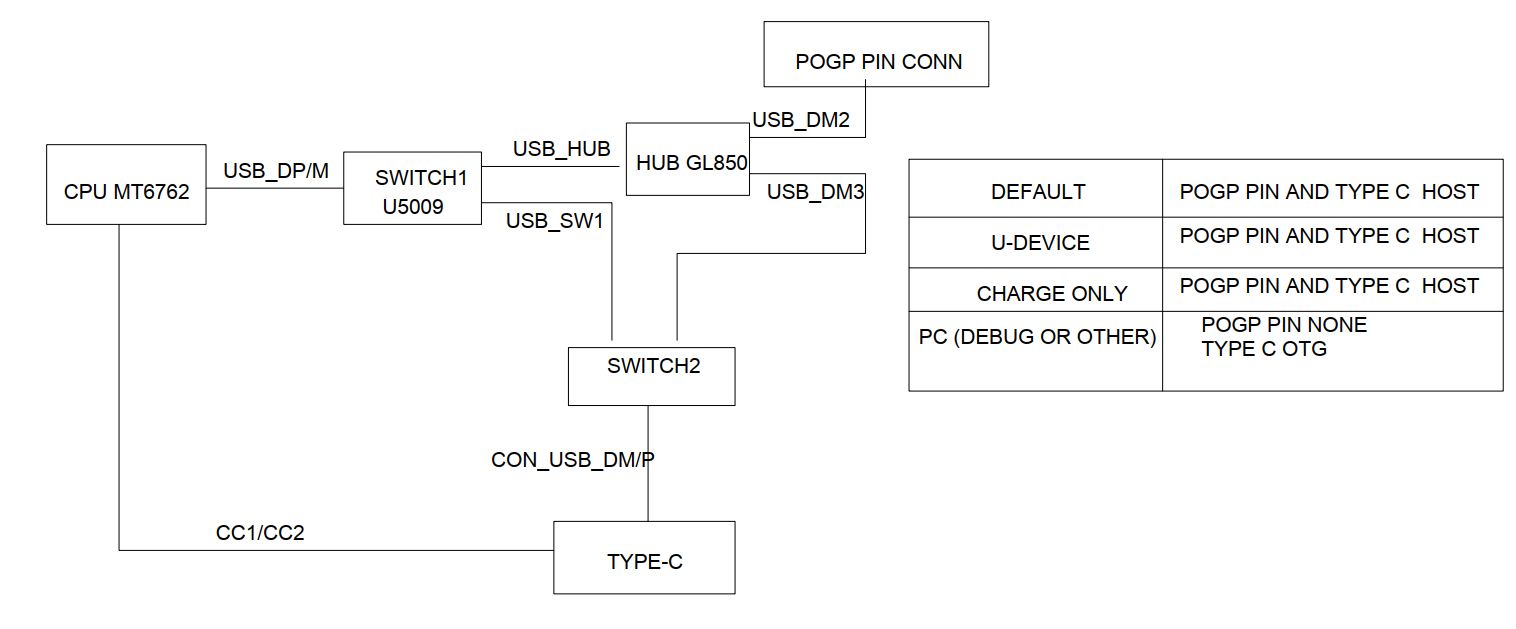 POGP PIN CONN
USB_DM2
USB_HUB
HUB GL850
USB_DP/M
CPU MT6762
SWITCH1
U5009
USB_DM3
USB_SW1
SWITCH2
CON_USB_DM/P
CC1/CC2
TYPE-C
DEFAULT
POGP PIN AND TYPE C  HOST
U-DEVICE
POGP PIN AND TYPE C  HOST
CHARGE ONLY
POGP PIN AND TYPE C  HOST
PC (DEBUG OR OTHER)
POGP PIN NONE
TYPE C OTG